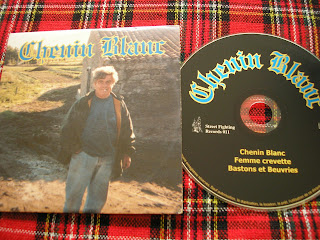 Chenin Blanc
Chenin Blanc
Street Fighting
Records 011
Chenin Blanc
Femme crevette
Bastons et Beuvries